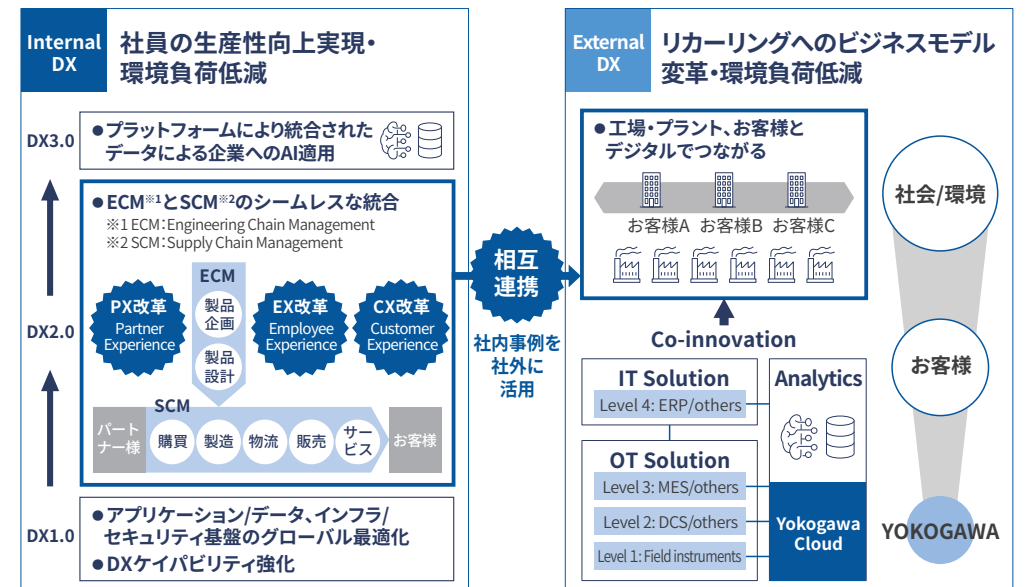 Internal
DX
社員の生産性向上実現・
環境負荷低減
DX3.0
●プラットフォームにより統合された
データによる企業へのAI適用
●ECM※1とSCM※2のシームレスな統合
※1 ECM：Engineering Chain Management
※2 SCM：Supply Chain Management
ECM
製品
企画
製品
設計
PX改革
Partner
Experience
EX改革
Employee
Experience
CX改革
Customer
Experience
DX2.0
SCM
パート
ナー様
購買
製造
物流
販売
サー
ビス
お客様
DX1.0
●アプリケーション/データ、インフラ/
セキュリティ基盤のグローバル最適化
●DXケイパビリティ強化
相互
連携
社内事例を
社外に
活用
External
DX
リカーリングへのビジネスモデル
変革・環境負荷低減
●工場・プラント、お客様と
デジタルでつながる
お客様A
お客様B
お客様C
Co-innovation
IT Solution
Level 4: ERP/others
OT Solution
Level 3: MES/others
Level 2: DCS/others
Level 1: Field instruments
Analytics
Yokogawa
Cloud
社会/環境
お客様
YOKOGAWA